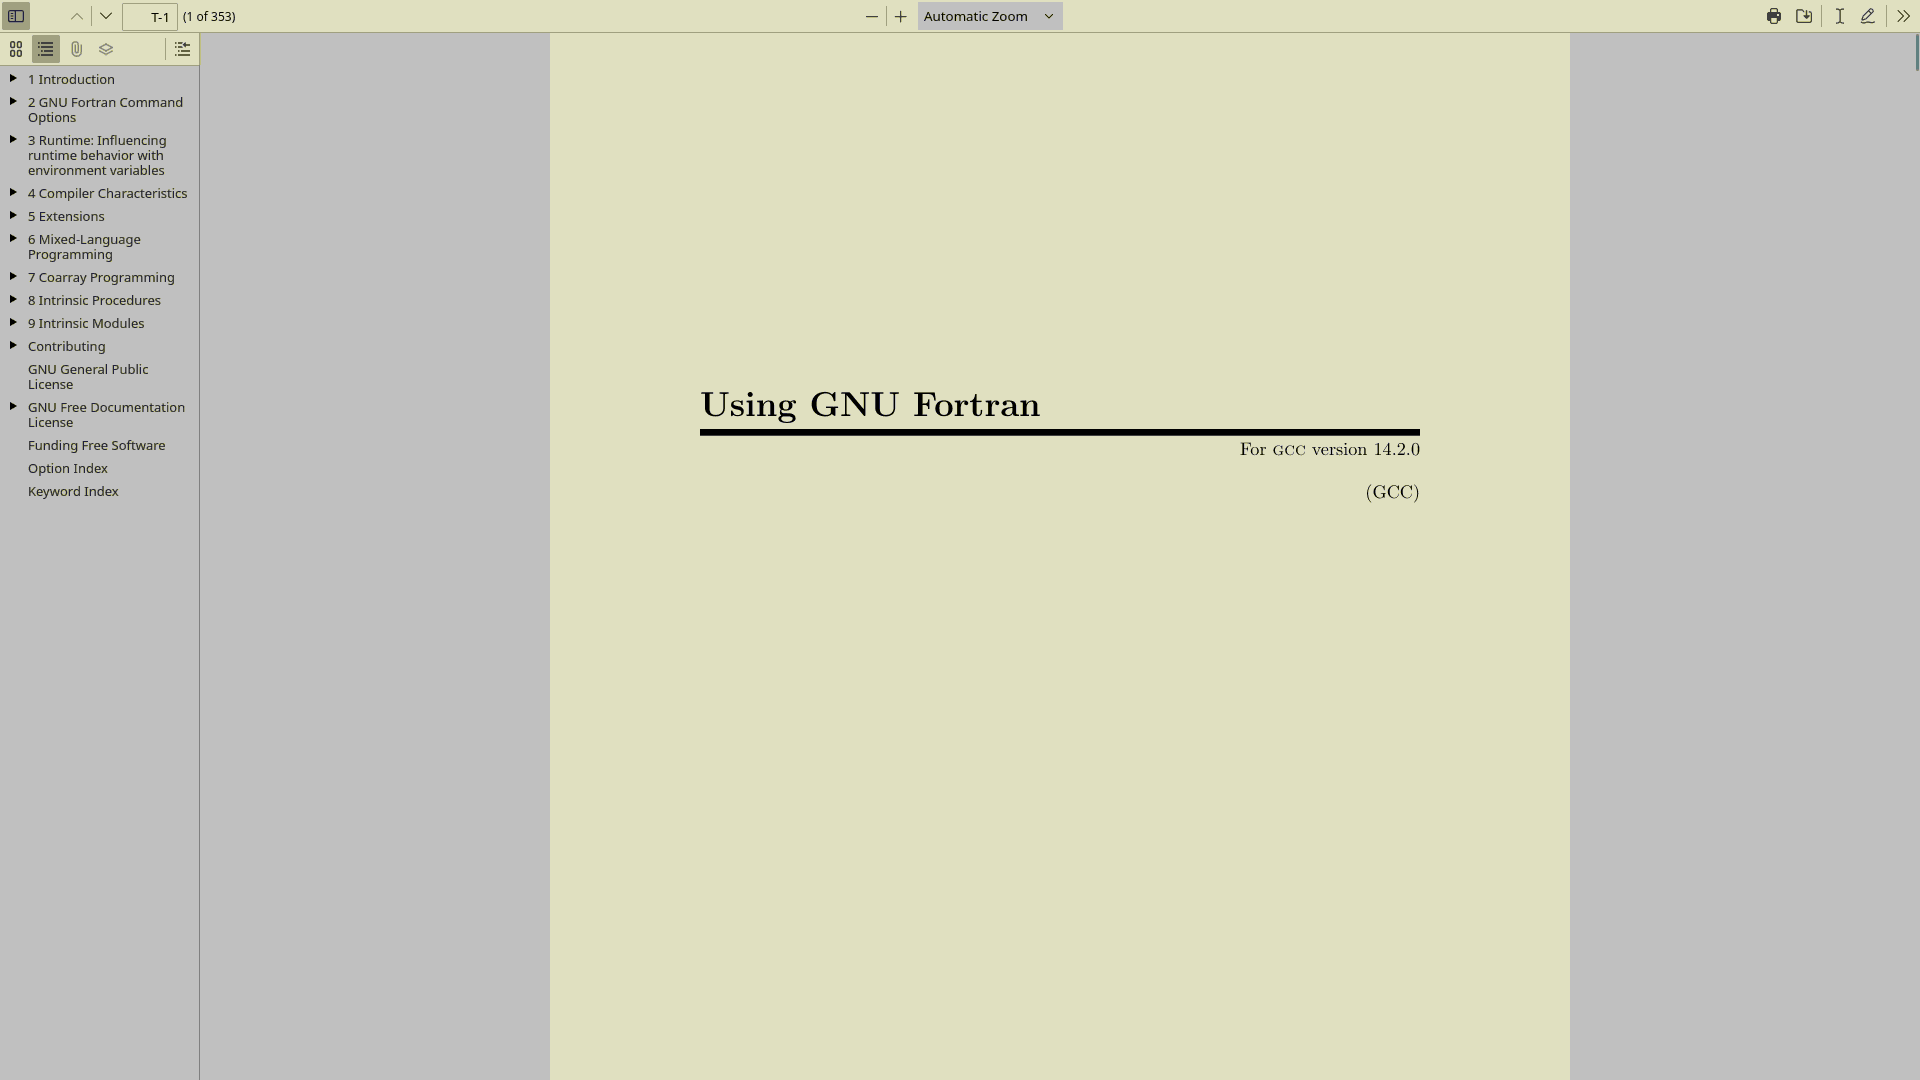 T-1
(1 of 353)
Automatic Zoom
1 Introduction
2 GNU Fortran Command
Options
3 Runtime: Influencing
runtime behavior with
environment variables
4 Compiler Characteristics
5 Extensions
6 Mixed-Language
Programming
7 Coarray Programming
8 Intrinsic Procedures
9 Intrinsic Modules
Contributing
GNU General Public
License
GNU Free Documentation
License
Funding Free Software
Option Index
Keyword Index
Using GNU Fortran
For GCC version 14.2.0
(GCC)